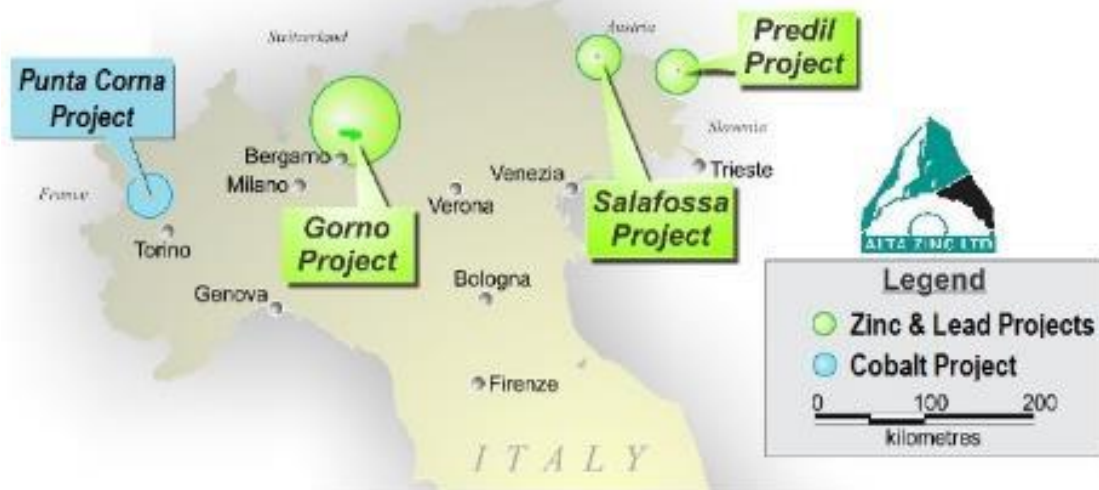 Switzerland
Austria
Predil
Project
Punta Corna
Project
Slovenia
Bergamo
Milano
Trieste
France
Venezia
Verona
Salafossa
Project
Gorno
Project
Torino
ALTA ZINC LTD
Genova
Bologna
Legend
Zinc & Lead Projects
Cobalt Project
Firenze
0 100 200
kilometres
ITALY